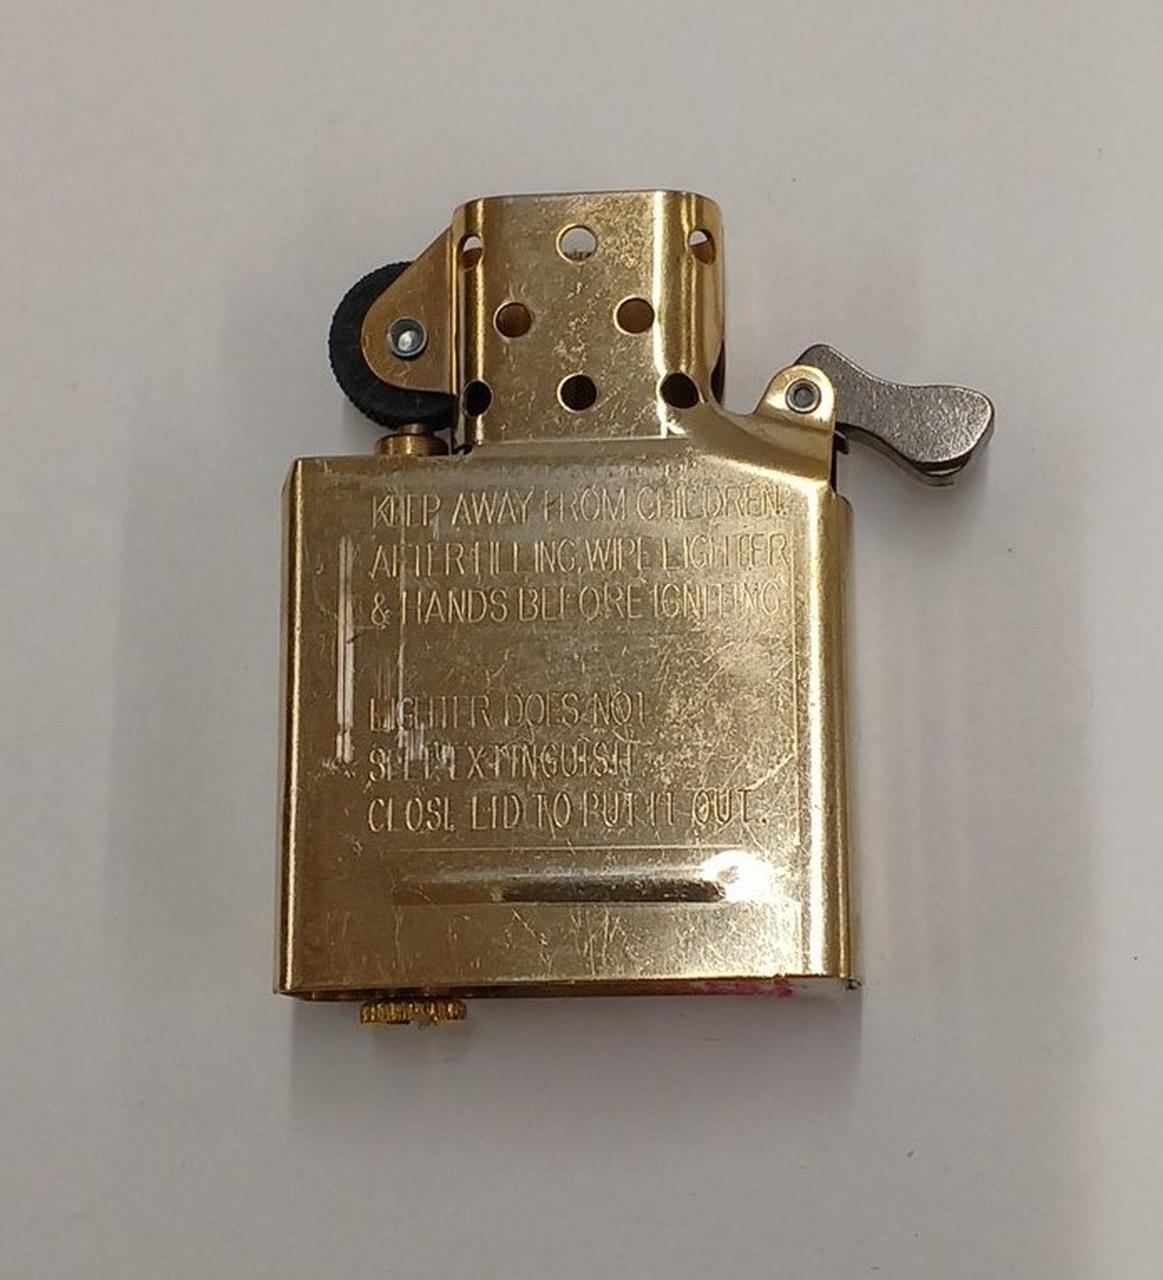 KEEP AWAY FROM CHILDREN.
AFTER FILLING, WIPE LIGHTER
& HANDS BEFORE IGNITING
LIGHTER DOES NOT
SELF EXTINGUISH.
CLOSE LID TO PUT IT OUT.